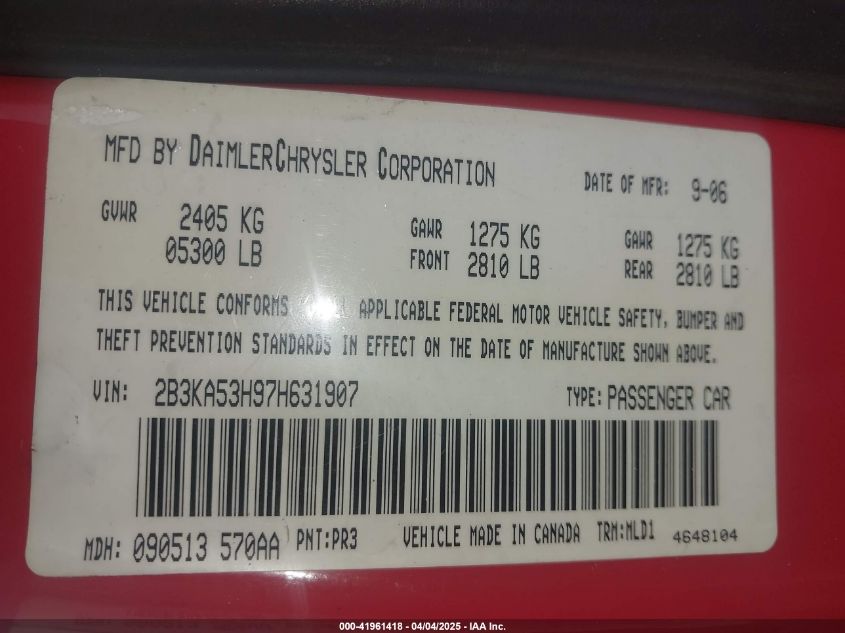 MFD BY DAIMLERCHRYSLER CORPORATION DATE OF MFR: 9-06
GVWR 2405 KG GAWR 1275 KG GAWR 1275 KG
05300 LB FRONT 2810 LB REAR 2810 LB
THIS VEHICLE CONFORMS APPLICABLE FEDERAL MOTOR VEHICLE SAFETY, BUMPER AND
THEFT PREVENTION STANDARDS IN EFFECT ON THE DATE OF MANUFACTURE SHOWN ABOVE.
VIN: 2B3KA53H97H631907 TYPE: PASSENGER CAR
MDH: 090513 570AA PNT:PR3 VEHICLE MADE IN CANADA TRM:MLD1 4648104
000-41961418 - 04/04/2025 - IAA Inc.